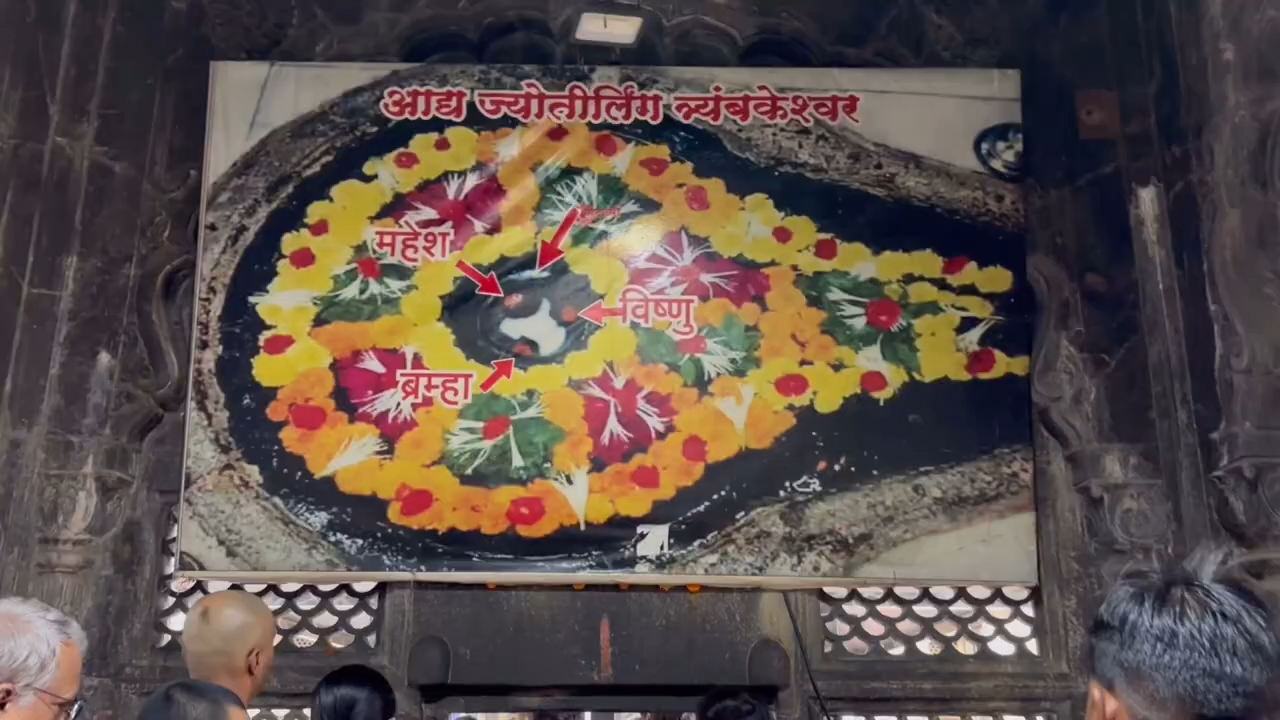 आद्य ज्योतीर्लिंग त्र्यंबकेश्वर
महेश
विष्णु
ब्रम्हा